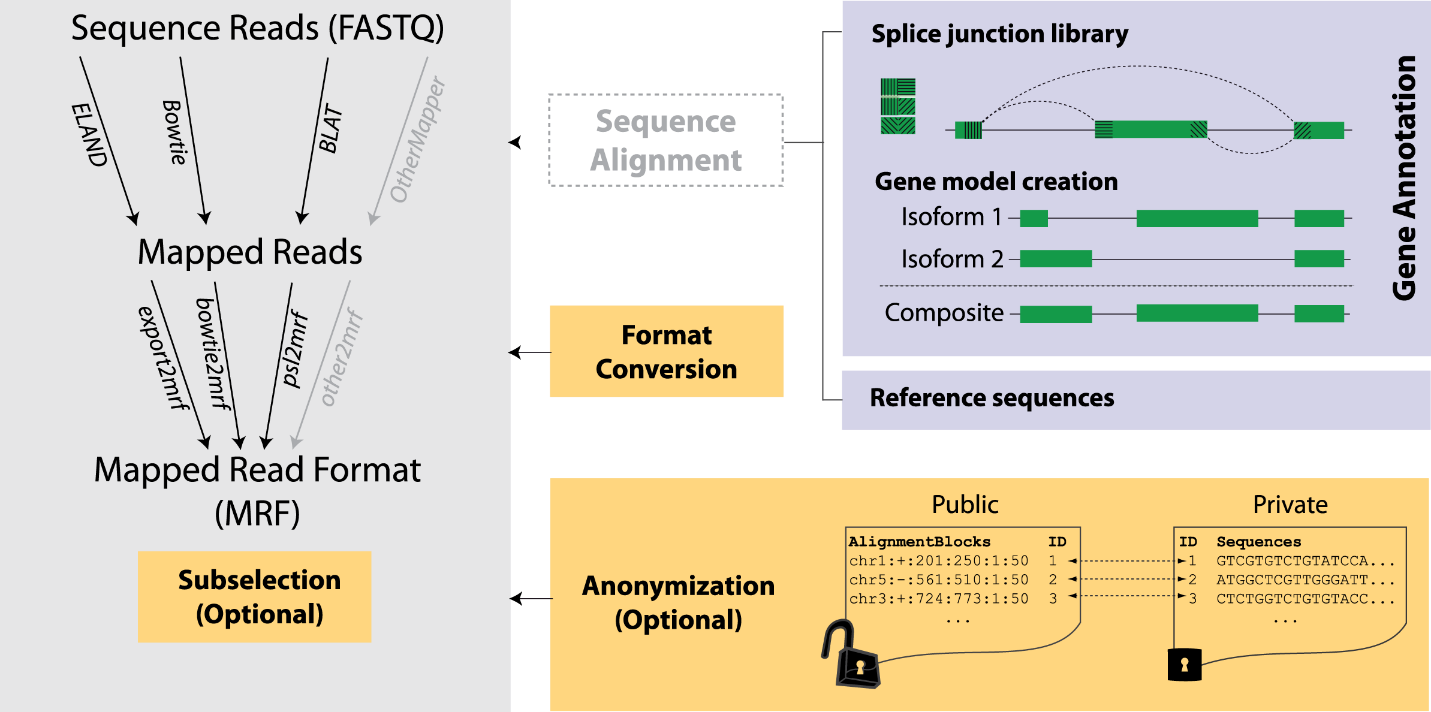 Sequence Reads (FASTQ)
ELAND
Bowtie
BLAT
OtherMapper
Mapped Reads
export2mrf
bowtie2mrf
psl2mrf
other2mrf
Mapped Read Format
(MRF)
Subselection
(Optional)
Sequence
Alignment
Format
Conversion
Splice junction library
Gene model creation
Isoform 1
Isoform 2
Composite
Gene Annotation
Reference sequences
Anonymization
(Optional)
Public
AlignmentBlocks ID
chr1:+:201:250:1:50 1
chr5:-:561:510:1:50 2
chr3:+:724:773:1:50 3
...
Private
ID Sequences
1 GTCGTGTCTGTATCCA...
2 ATGGCTCGTTGGGATT...
3 CTCTGGTCTGTGTACC...
...